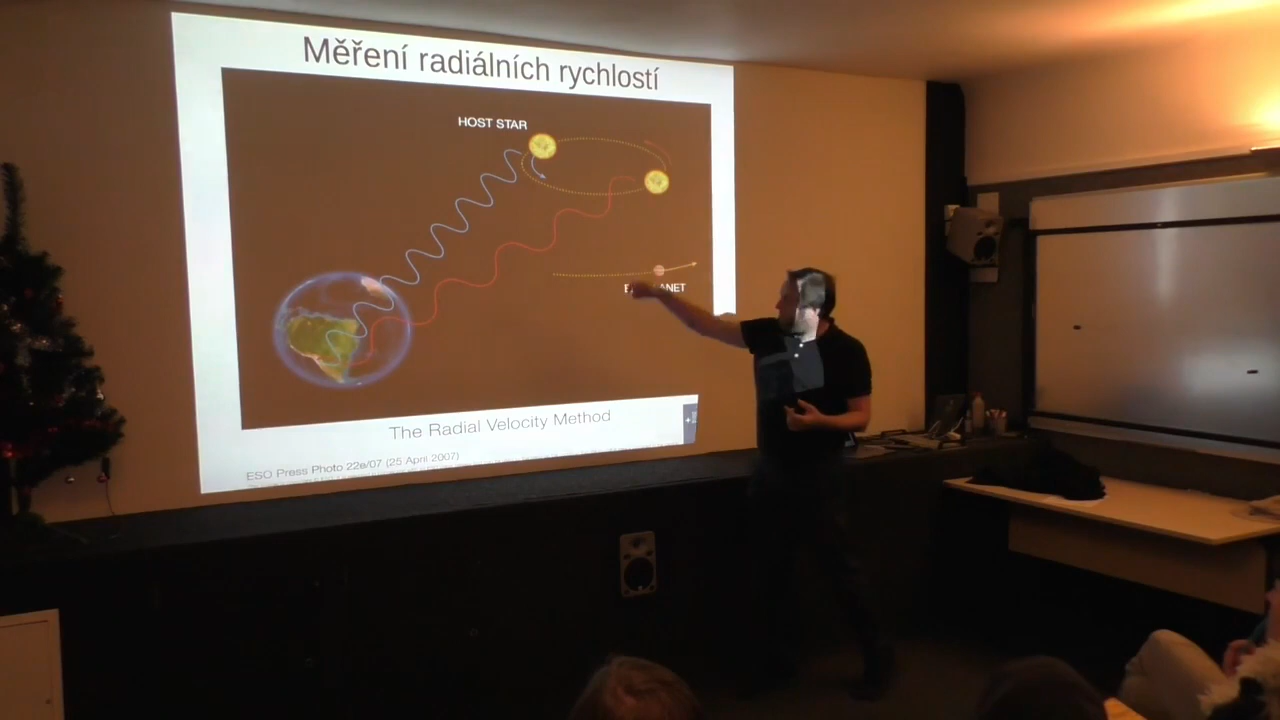 Měření radiálních rychlostí
HOST STAR
The Radial Velocity Method
ESO Press Photo 22e/07 (25 April 2007)